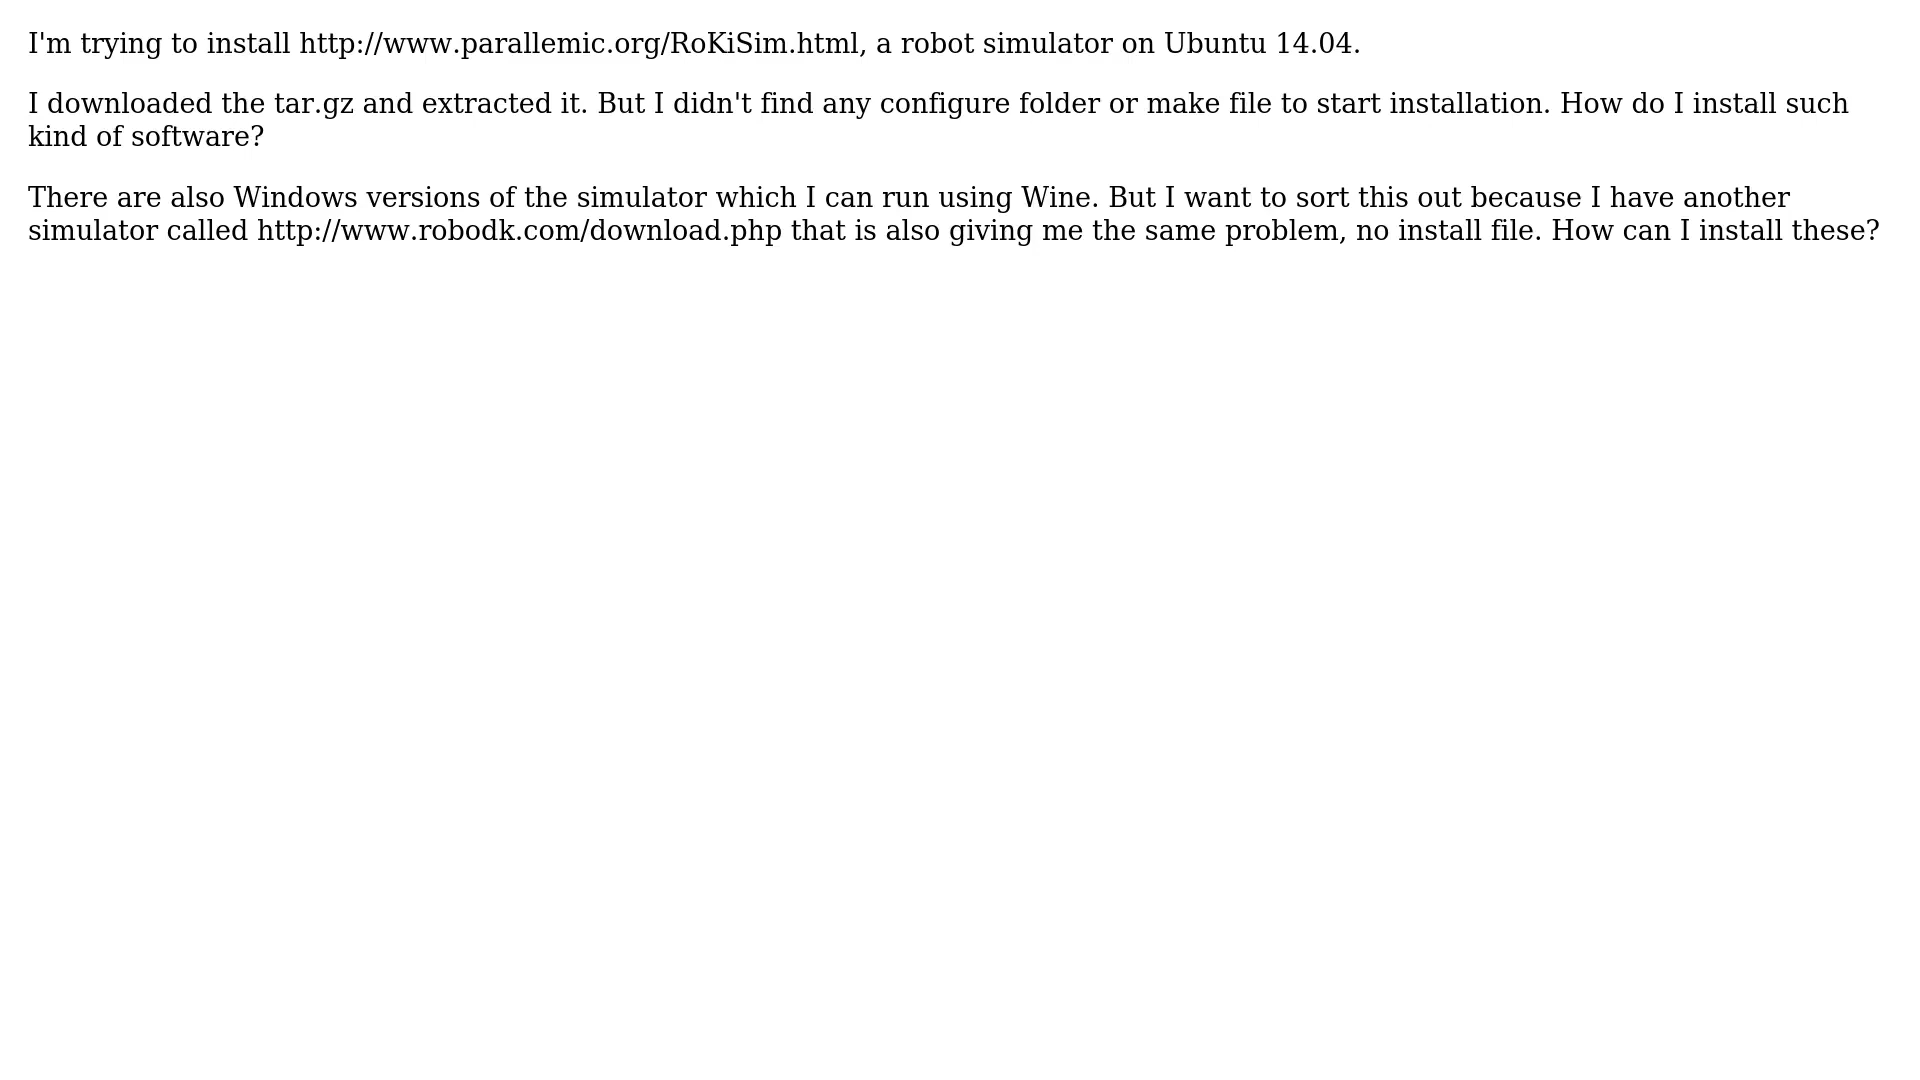 I'm trying to install http://www.parallemic.org/RoKiSim.html, a robot simulator on Ubuntu 14.04.
I downloaded the tar.gz and extracted it. But I didn't find any configure folder or make file to start installation. How do I install such
kind of software?
There are also Windows versions of the simulator which I can run using Wine. But I want to sort this out because I have another
simulator called http://www.robodk.com/download.php that is also giving me the same problem, no install file. How can I install these?